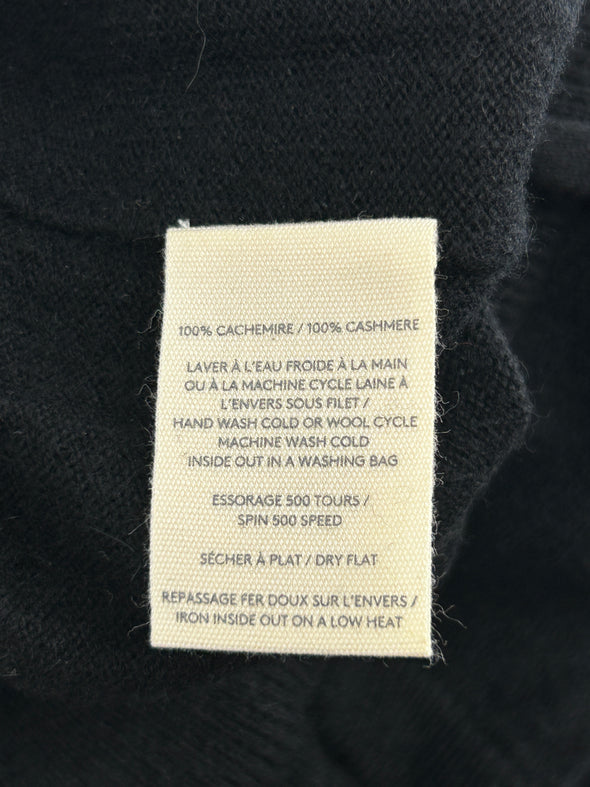 100% CACHEMIRE / 100% CASHMERE
LAVER À L'EAU FROIDE À LA MAIN
OU À LA MACHINE CYCLE LAINE À
L'ENVERS SOUS FILET /
HAND WASH COLD OR WOOL CYCLE
MACHINE WASH COLD
INSIDE OUT IN A WASHING BAG
ESSORAGE 500 TOURS /
SPIN 500 SPEED
SÉCHER À PLAT / DRY FLAT
REPASSAGE FER DOUX SUR L'ENVERS /
IRON INSIDE OUT ON A LOW HEAT